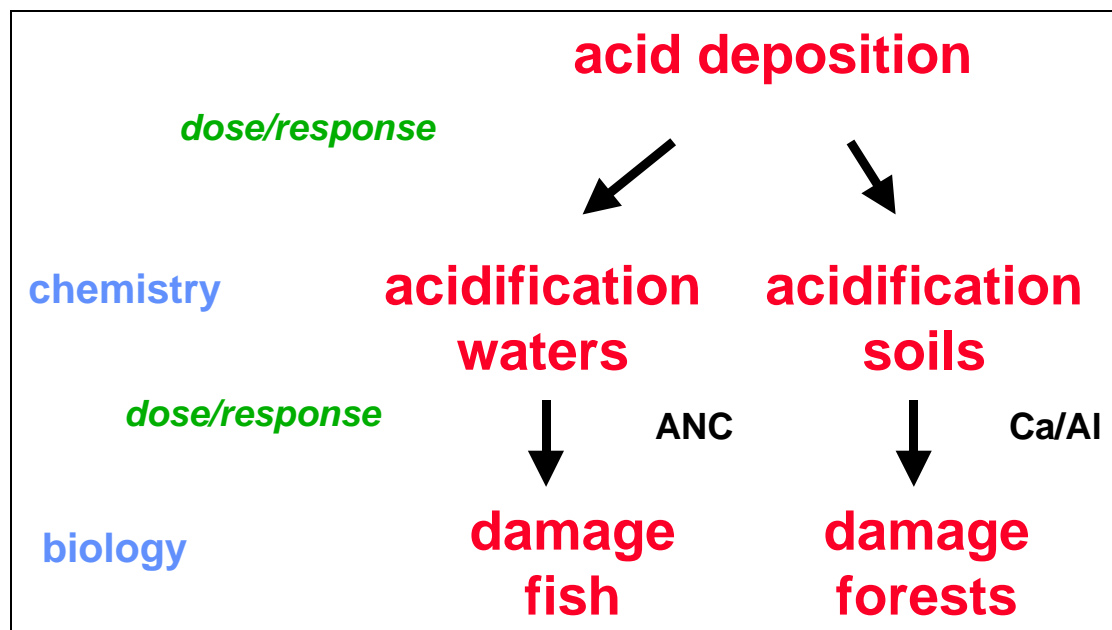 acid deposition
dose/response
chemistry
acidification
waters
acidification
soils
dose/response
ANC
Ca/Al
biology
damage
fish
damage
forests